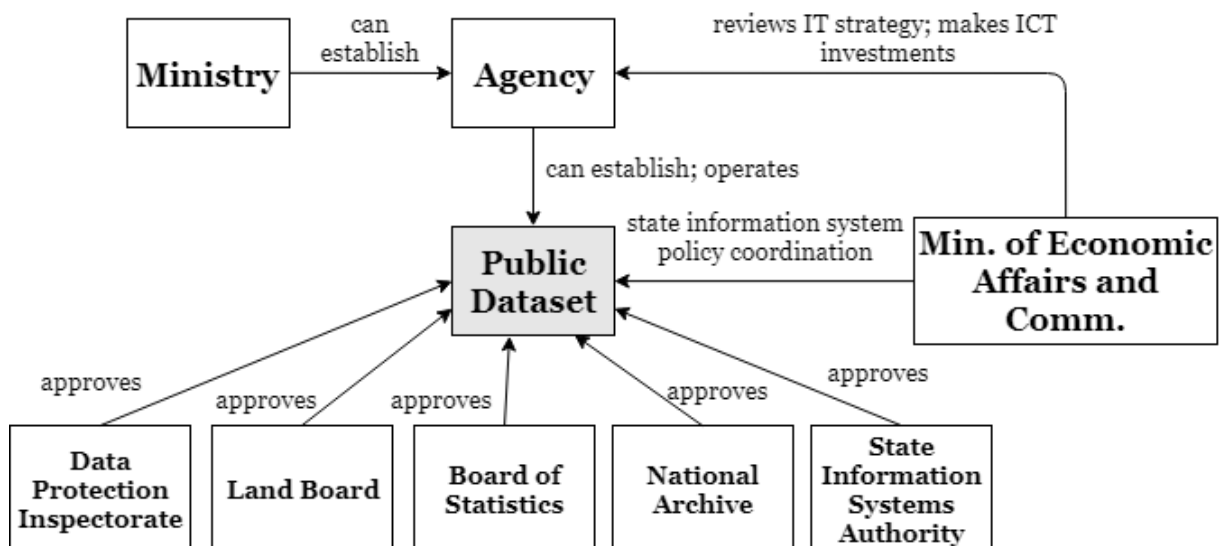 can
establish
reviews IT strategy; makes ICT
investments
Ministry
Agency
can establish; operates
state information system
policy coordination
Public
Dataset
Min. of Economic
Affairs and
Comm.
approves
approves
approves
approves
approves
Data
Protection
Inspectorate
Land Board
Board of
Statistics
National
Archive
State
Information
Systems
Authority